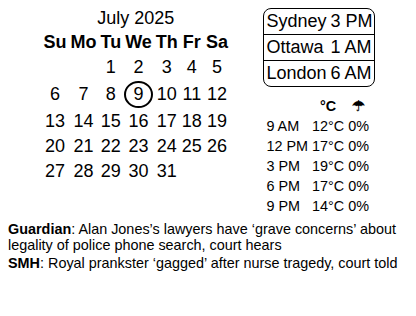 July 2025
Su Mo Tu We Th Fr Sa
1 2 3 4 5
6 7 8 9 10 11 12
13 14 15 16 17 18 19
20 21 22 23 24 25 26
27 28 29 30 31
Sydney 3 PM
Ottawa 1 AM
London 6 AM
°C ☂
9 AM 12°C 0%
12 PM 17°C 0%
3 PM 19°C 0%
6 PM 17°C 0%
9 PM 14°C 0%
Guardian: Alan Jones’s lawyers have ‘grave concerns’ about
legality of police phone search, court hears
SMH: Royal prankster ‘gagged’ after nurse tragedy, court told